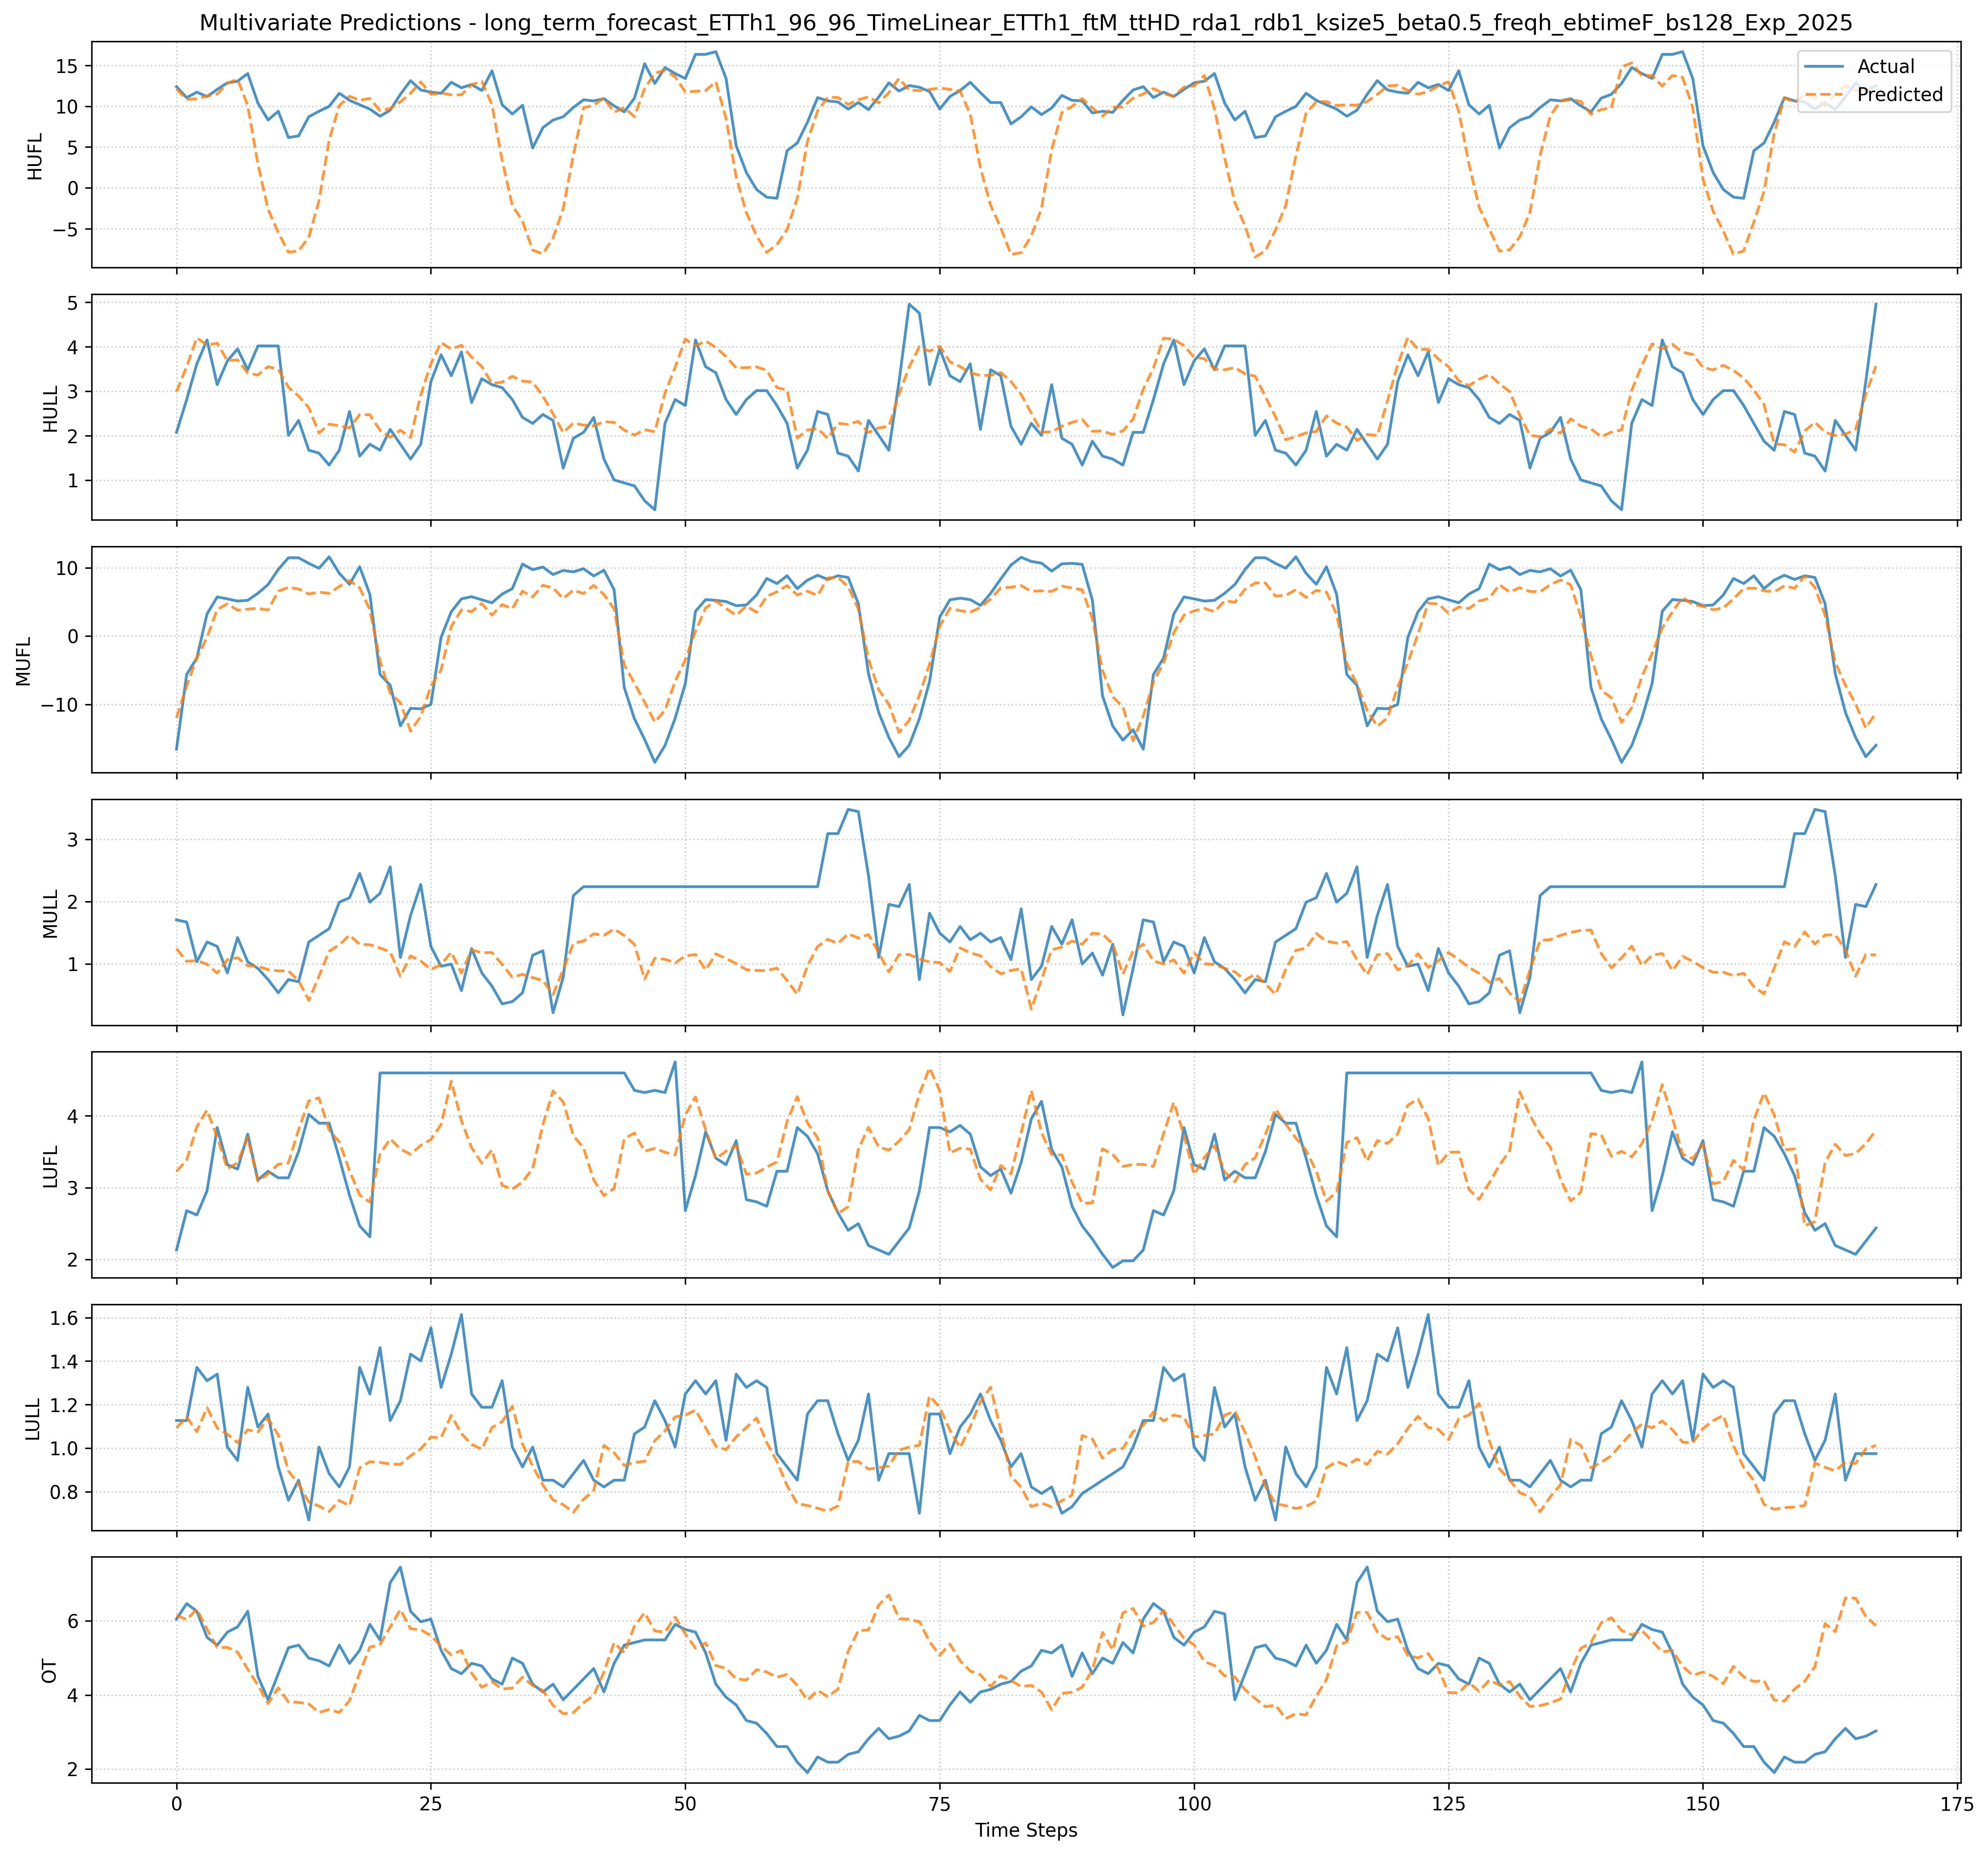 Multivariate Predictions - long_term_forecast_ETTh1_96_96_TimeLinear_ETTh1_ftM_ttHD_rda1_rdb1_ksize5_beta0.5_freqh_ebtimeF_bs128_Exp_2025
Actual
Predicted
HUFL
15
10
5
0
−5
HULL
5
4
3
2
1
MUFL
10
0
−10
MULL
3
2
1
LUFL
4
3
2
LULL
1.6
1.4
1.2
1.0
0.8
OT
6
4
2
0 25 50 75 100 125 150 175
Time Steps